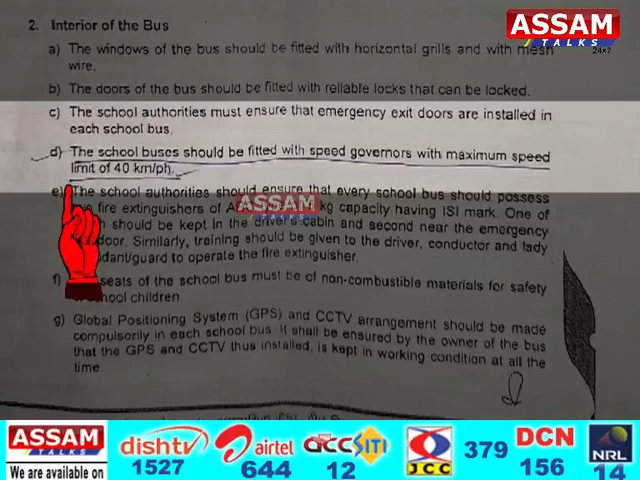 ASSAM
TALKS 24x7
2. Interior of the Bus
a) The windows of the bus should be fitted with horizontal grills and with mesh
wire.
b) The doors of the bus should be fitted with reliable locks that can be locked.
c) The school authorities must ensure that emergency exit doors are installed in
each school bus.
d) The school buses should be fitted with speed governors with maximum speed
limit of 40 km/ph.
e) The school authorities should ensure that every school bus should possess
fire extinguishers of A kg capacity having ISI mark. One of
should be kept in the driver's cabin and second near the emergency
door. Similarly, training should be given to the driver, conductor and lady
dant/guard to operate the fire extinguisher.
ASSAM
TALKS
f) seats of the school bus must be of non-combustible materials for safety
hool children.
g) Global Positioning System (GPS) and CCTV arrangement should be made
compulsorily in each school bus. It shall be ensured by the owner of the bus
that the GPS and CCTV thus installed, is kept in working condition at all the
time.
ASSAM
TALKS
We are available on
dishtv
1527
airtel
644
acc SITI
12
JCC
379
DCN
156
NRL
14